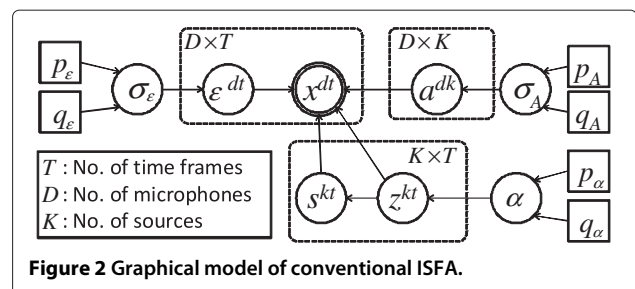 D×T
D×K
p_ε
q_ε
σ_ε
ε^{dt}
x^{dt}
a^{dk}
σ_A
p_A
q_A
T : No. of time frames
D : No. of microphones
K : No. of sources
K×T
s^{kt}
z^{kt}
α
p_α
q_α
Figure 2 Graphical model of conventional ISFA.